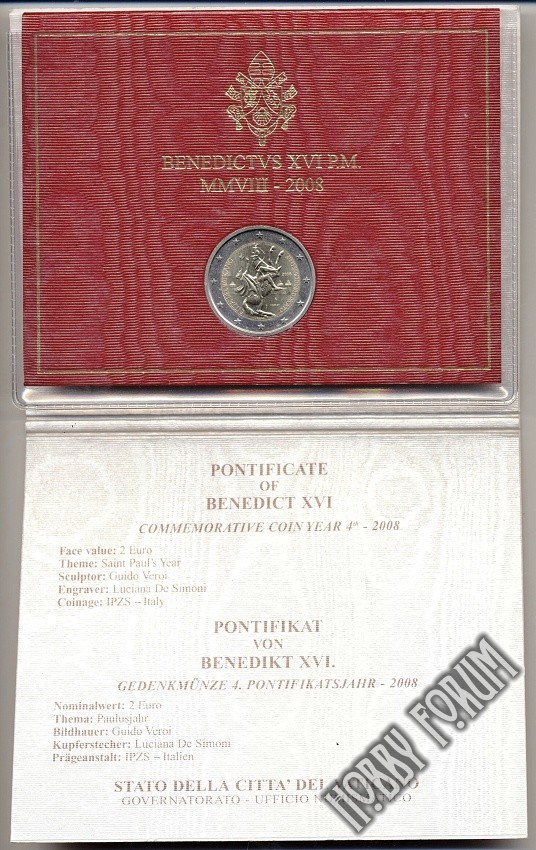 BENEDICTVS XVI P.M.
MMVIII - 2008
PONTIFICATE
OF
BENEDICT XVI
COMMEMORATIVE COIN YEAR 4th - 2008
Face value: 2 Euro
Theme: Saint Paul's Year
Sculptor: Guido Veroi
Engraver: Luciana De Simoni
Coinage: IPZS – Italy
PONTIFIKAT
VON
BENEDIKT XVI.
GEDENKMÜNZE 4. PONTIFIKATSJAHR - 2008
Nominalwert: 2 Euro
Thema: Paulusjahr
Bildhauer: Guido Veroi
Kupferstecher: Luciana De Simoni
Prägeanstalt: IPZS – Italien
STATO DELLA CITTA' DEL VATICANO
GOVERNATORATO - UFFICIO NUMISMATICO
HOBBY FORUM